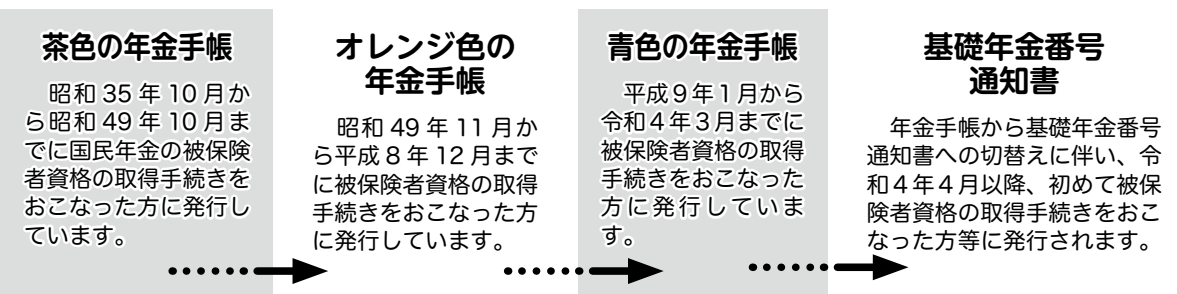 茶色の年金手帳
昭和 35 年 10 月か
ら昭和 49 年 10 月ま
でに国民年金の被保険
者資格の取得手続きを
おこなった方に発行し
ています。
オレンジ色の
年金手帳
昭和 49 年 11 月か
ら平成 8 年 12 月まで
に被保険者資格の取得
手続きをおこなった方
に発行しています。
青色の年金手帳
平成９年１月から
令和４年３月までに
被保険者資格の取得
手続きをおこなった
方に発行していま
す。
基礎年金番号
通知書
年金手帳から基礎年金番号
通知書への切替えに伴い、令
和４年４月以降、初めて被保
険者資格の取得手続きをおこ
なった方等に発行されます。